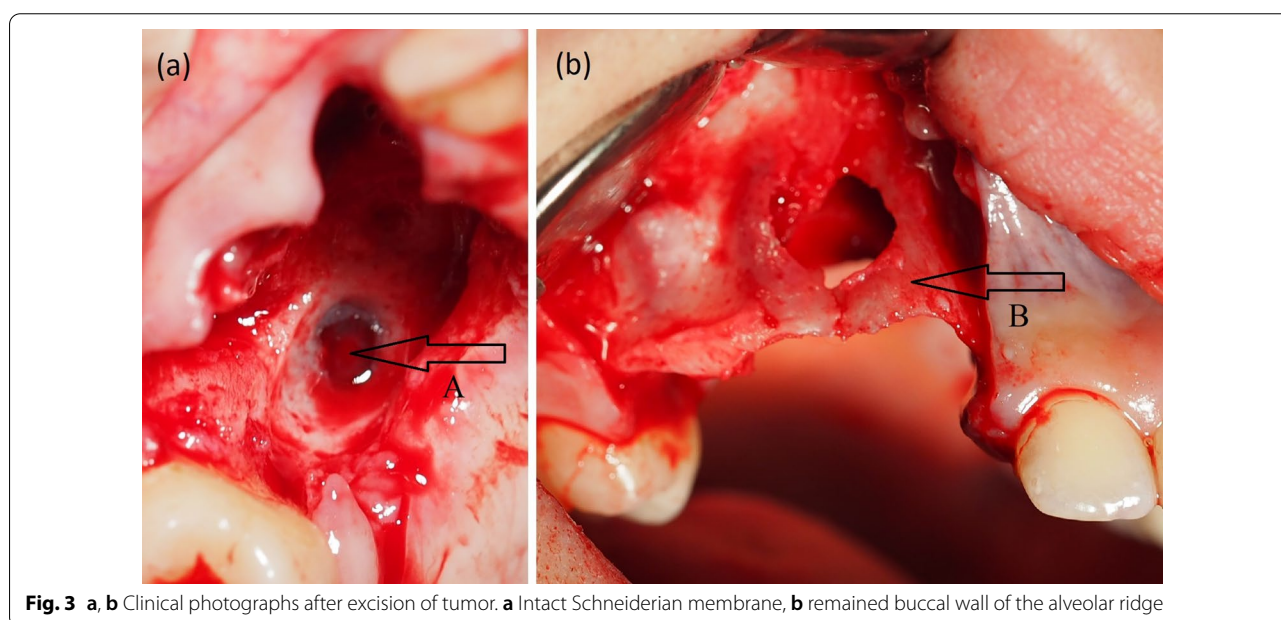 (a)
(b)
A
B
Fig. 3 a, b Clinical photographs after excision of tumor. a Intact Schneiderian membrane, b remained buccal wall of the alveolar ridge